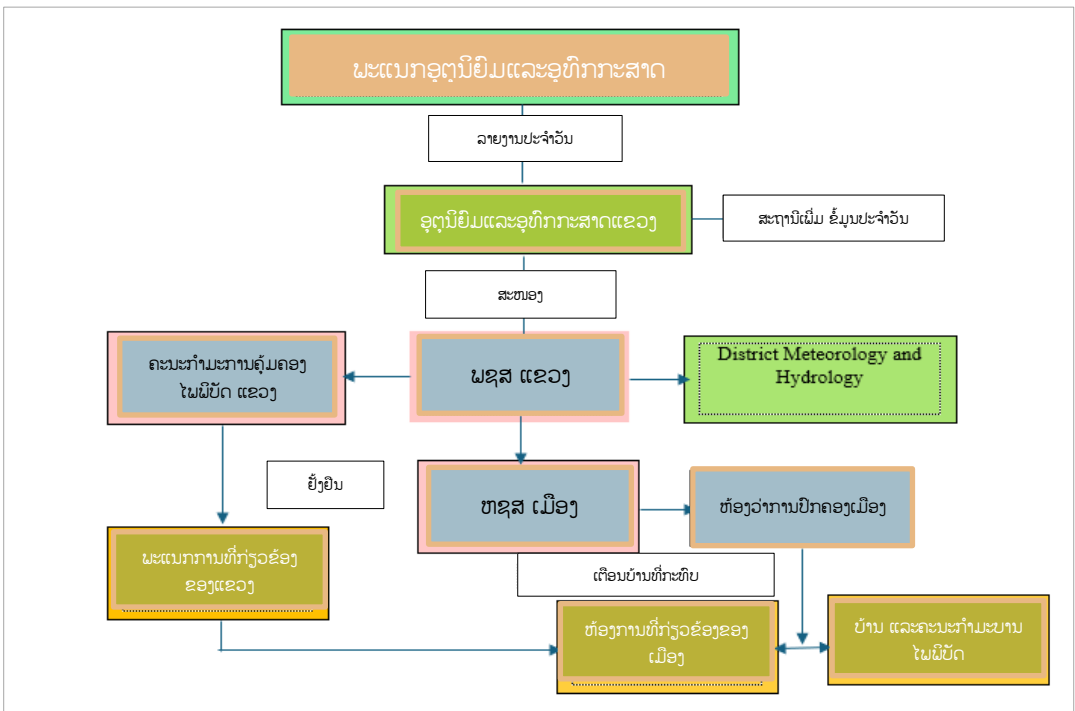 ພະແນກອຸຕຸນິຍົມແລະອຸທົກກະສາດ
ລາຍງານປະຈຳວັນ
ອຸຕຸນິຍົມແລະອຸທົກກະສາດແຂວງ
ສະຖານີເພີ່ມ ຂໍ້ມູນປະຈຳວັນ
ສະໜອງ
ຄະນະກຳມະການຄຸ້ມຄອງ
ໄພພິບັດ ແຂວງ
ພຊສ ແຂວງ
District Meteorology and
Hydrology
ຢັ້ງຢືນ
ຫຊສ ເມືອງ
ຫ້ອງວ່າການປົກຄອງເມືອງ
ພະແນກການທີ່ກ່ຽວຂ້ອງ
ຂອງແຂວງ
ເຕືອນບ້ານທີ່ກະທົບ
ຫ້ອງການທີ່ກ່ຽວຂ້ອງຂອງ
ເມືອງ
ບ້ານ ແລະຄະນະກຳມະບານ
ໄພພິບັດ